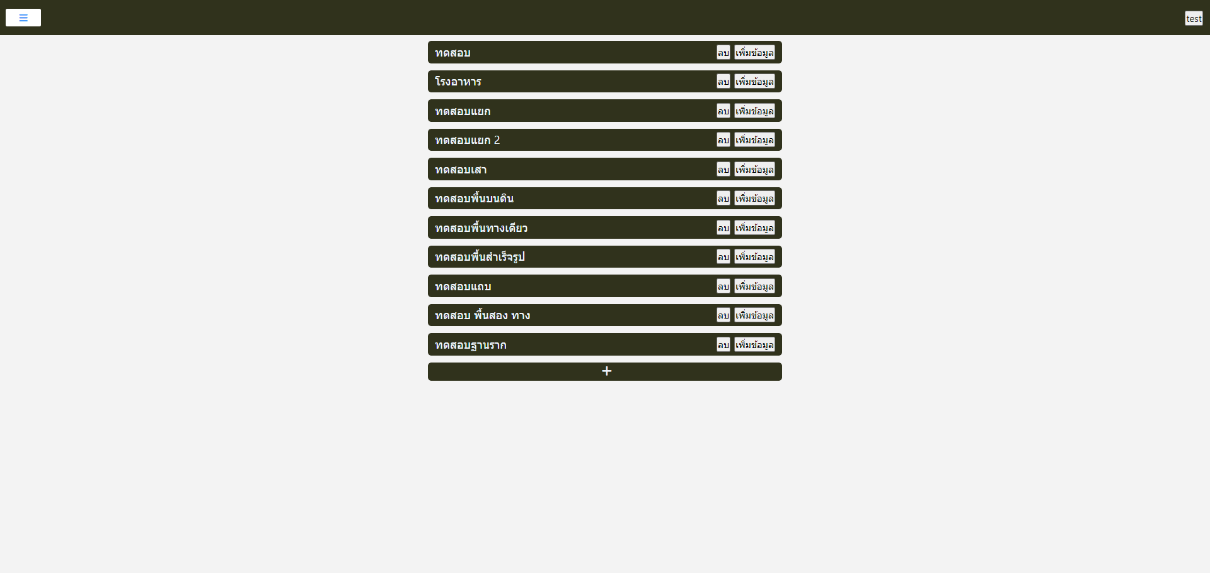 test
ทดสอบ ลบ เพิ่มข้อมูล
โรงอาหาร ลบ เพิ่มข้อมูล
ทดสอบแยก ลบ เพิ่มข้อมูล
ทดสอบแยก 2 ลบ เพิ่มข้อมูล
ทดสอบเสา ลบ เพิ่มข้อมูล
ทดสอบพื้นบนดิน ลบ เพิ่มข้อมูล
ทดสอบพื้นทางเดียว ลบ เพิ่มข้อมูล
ทดสอบพื้นสำเร็จรูป ลบ เพิ่มข้อมูล
ทดสอบแถบ ลบ เพิ่มข้อมูล
ทดสอบ พื้นสอง ทาง ลบ เพิ่มข้อมูล
ทดสอบฐานราก ลบ เพิ่มข้อมูล
+